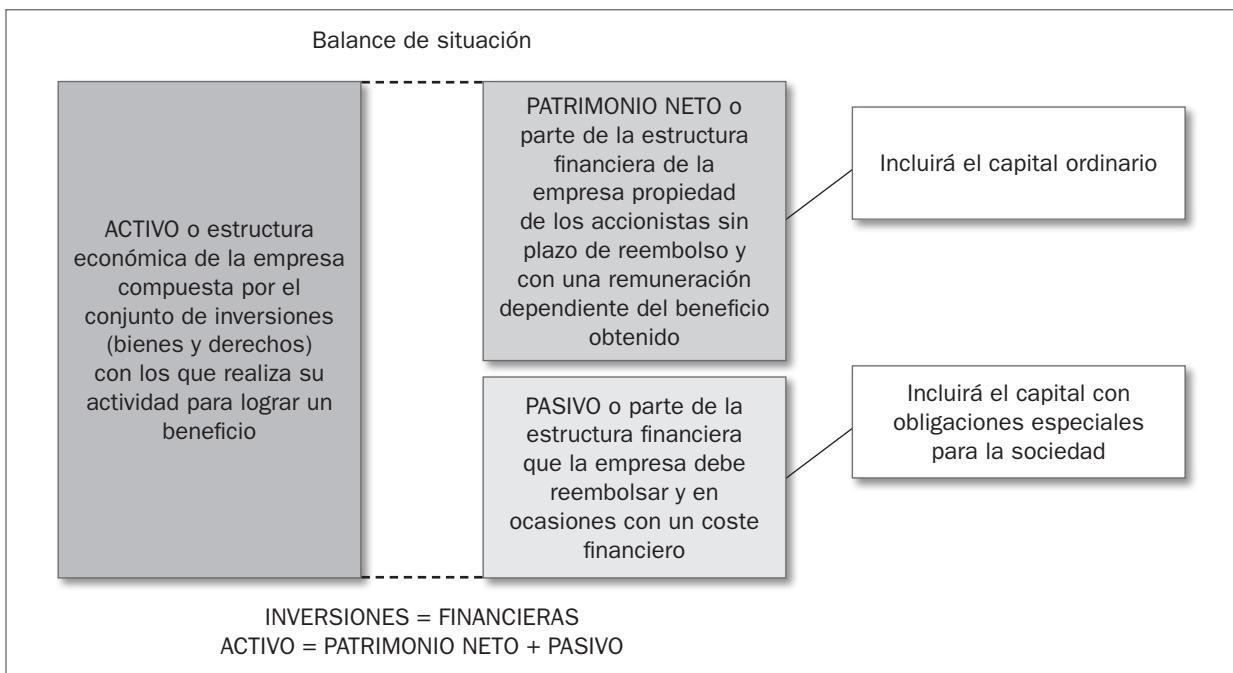 Balance de situación
ACTIVO o estructura
económica de la empresa
compuesta por el
conjunto de inversiones
(bienes y derechos)
con los que realiza su
actividad para lograr un
beneficio
PATRIMONIO NETO o
parte de la estructura
financiera de la
empresa propiedad
de los accionistas sin
plazo de reembolso y
con una remuneración
dependiente del beneficio
obtenido
Incluirá el capital ordinario
PASIVO o parte de la
estructura financiera
que la empresa debe
reembolsar y en
ocasiones con un coste
financiero
Incluirá el capital con
obligaciones especiales
para la sociedad
INVERSIONES = FINANCIERAS
ACTIVO = PATRIMONIO NETO + PASIVO